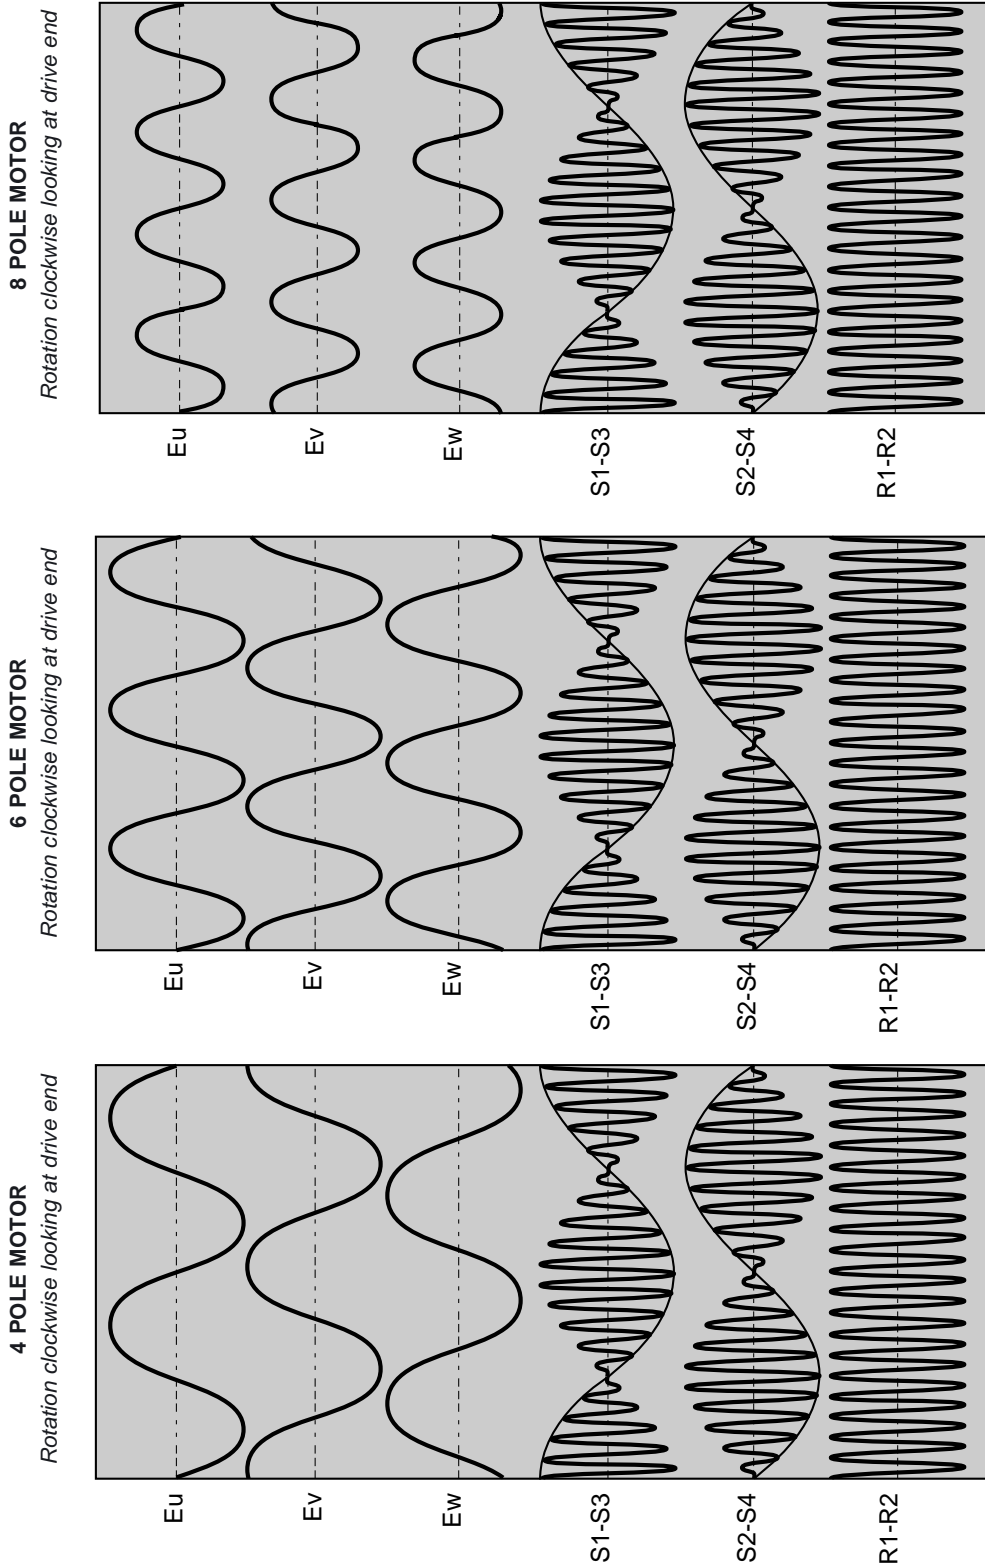 4 POLE MOTOR
Rotation clockwise looking at drive end
Eu
Ev
Ew
S1-S3
S2-S4
R1-R2
6 POLE MOTOR
Rotation clockwise looking at drive end
Eu
Ev
Ew
S1-S3
S2-S4
R1-R2
8 POLE MOTOR
Rotation clockwise looking at drive end
Eu
Ev
Ew
S1-S3
S2-S4
R1-R2